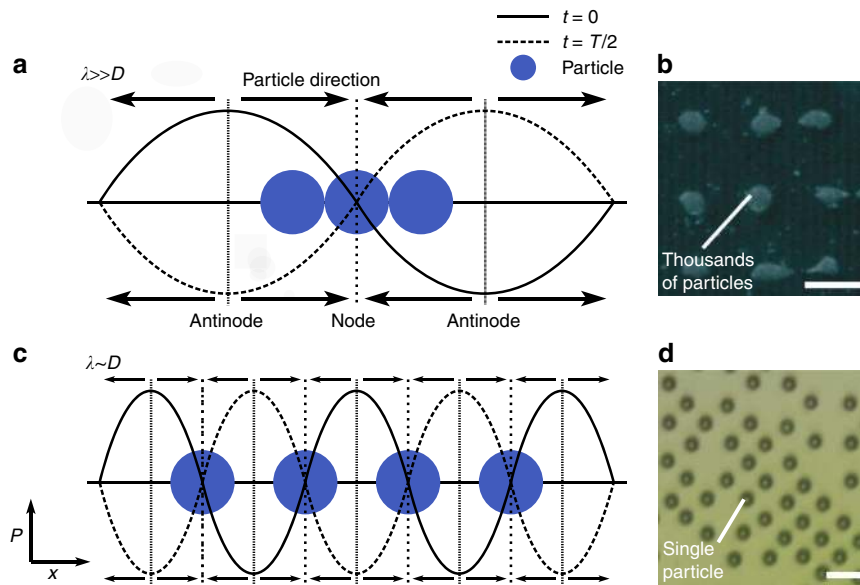 t = 0
t = T/2
Particle
a
λ>>D
Particle direction
b
Thousands
of particles
Antinode
Node
Antinode
c
λ~D
d
P
x
Single
particle